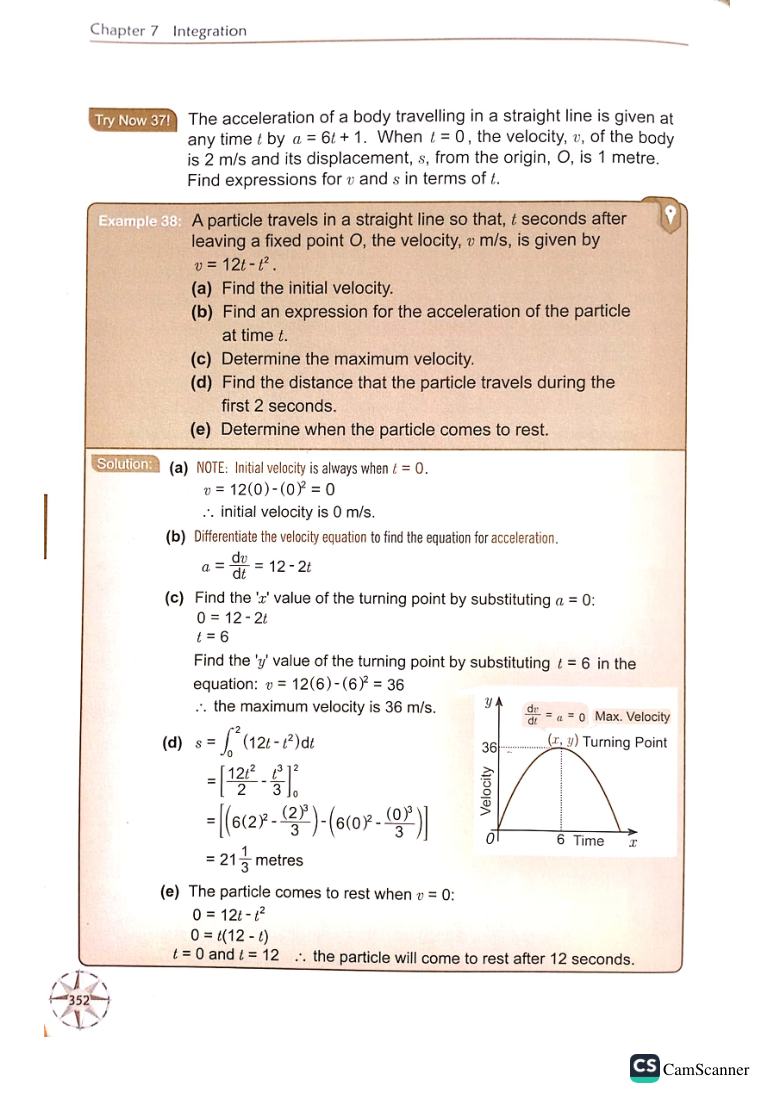 Chapter 7 Integration
Try Now 37! The acceleration of a body travelling in a straight line is given at
any time t by a = 6t + 1. When t = 0, the velocity, v, of the body
is 2 m/s and its displacement, s, from the origin, O, is 1 metre.
Find expressions for v and s in terms of t.
Example 38: A particle travels in a straight line so that, t seconds after
leaving a fixed point O, the velocity, v m/s, is given by
v = 12t - t².
(a) Find the initial velocity.
(b) Find an expression for the acceleration of the particle
at time t.
(c) Determine the maximum velocity.
(d) Find the distance that the particle travels during the
first 2 seconds.
(e) Determine when the particle comes to rest.
Solution: (a) NOTE: Initial velocity is always when t = 0.
v = 12(0) - (0)² = 0
∴ initial velocity is 0 m/s.
(b) Differentiate the velocity equation to find the equation for acceleration.
a = dv/dt = 12 - 2t
(c) Find the 'x' value of the turning point by substituting a = 0:
0 = 12 - 2t
t = 6
Find the 'y' value of the turning point by substituting t = 6 in the
equation: v = 12(6) - (6)² = 36
∴ the maximum velocity is 36 m/s.
(d) s = ∫₀² (12t - t²)dt
= [12t²/2 - t³/3]₀²
= [(6(2)² - (2)³/3) - (6(0)² - (0)³/3)]
= 21 1/3 metres
y
dv/dt = a = 0 Max. Velocity
(x, y) Turning Point
36
Velocity
0 6 Time x
(e) The particle comes to rest when v = 0:
0 = 12t - t²
0 = t(12 - t)
t = 0 and t = 12 ∴ the particle will come to rest after 12 seconds.
352
CS CamScanner